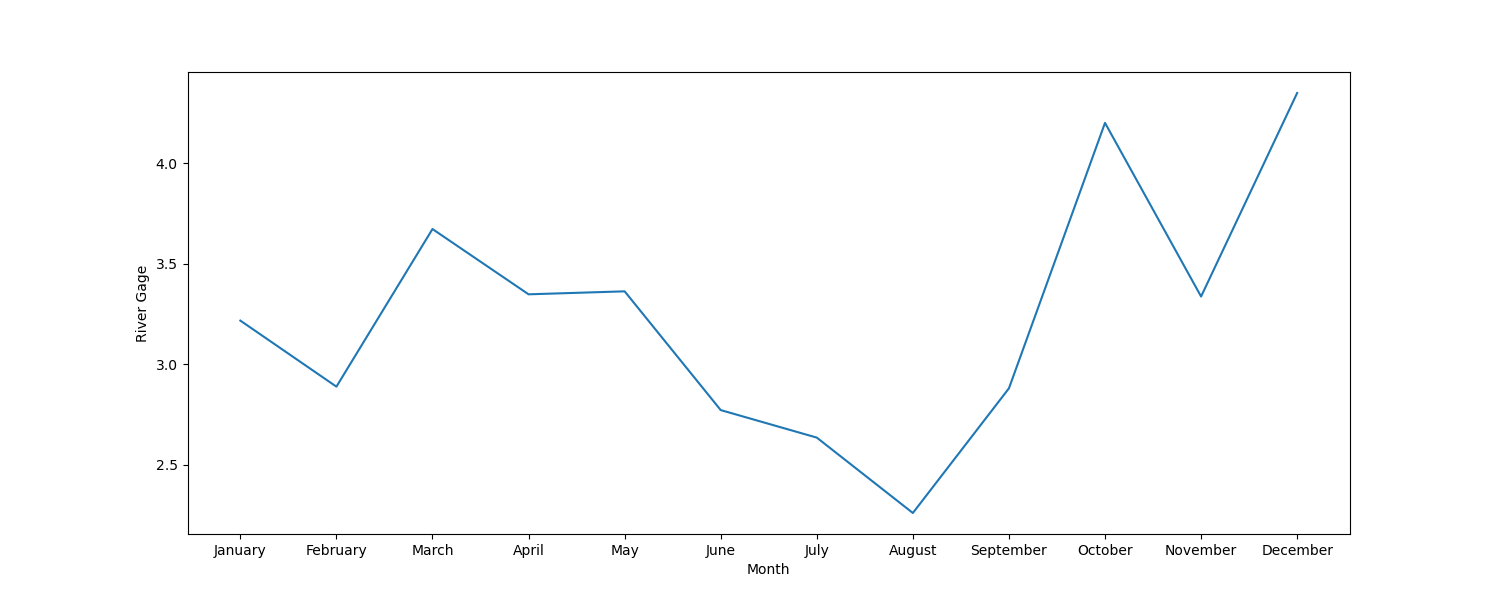 4.0
3.5
3.0
2.5
River Gage
January February March April May June July August September October November December
Month